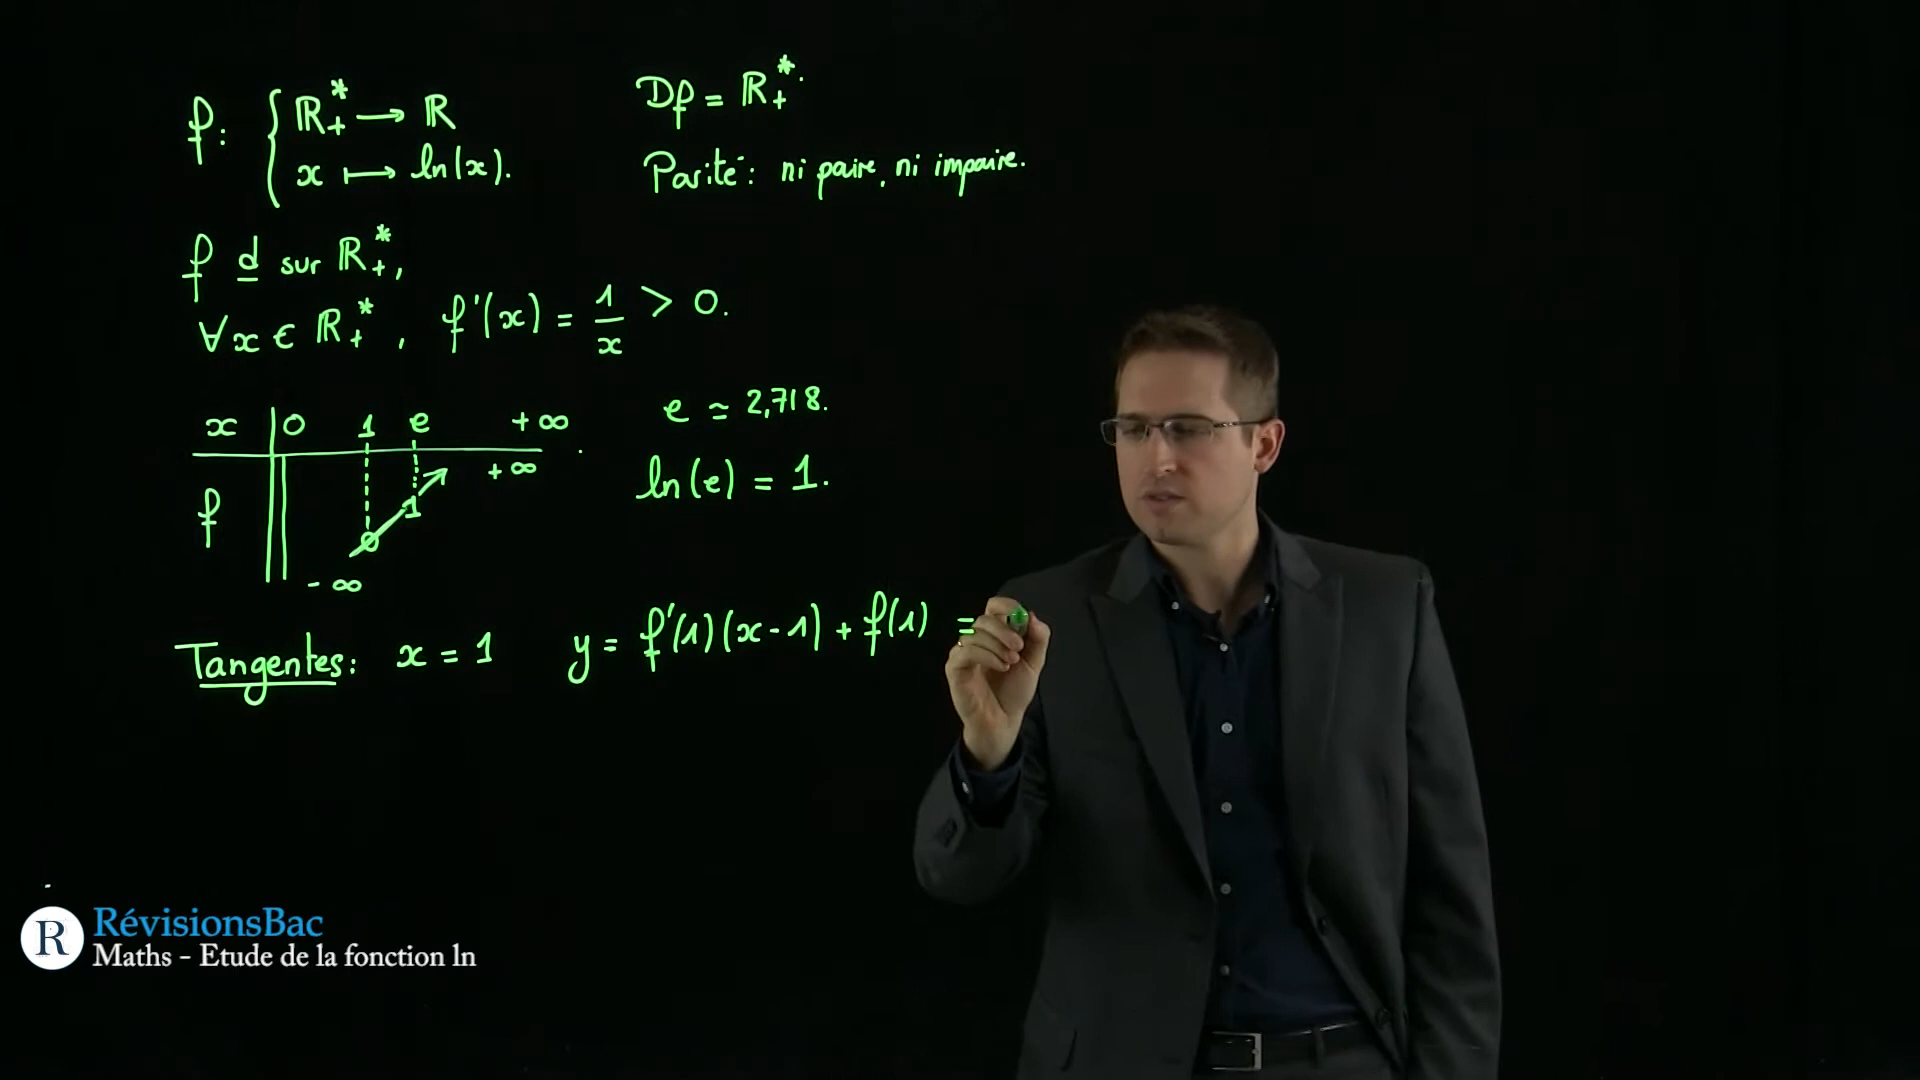 f: { ℝ₊* → ℝ
x ↦ ln(x).
Df = ℝ₊*.
Parité : ni paire, ni impaire.
f d sur ℝ₊*,
∀x ∈ ℝ₊*, f'(x) = 1/x > 0.
x 0 1 e +∞
f -∞ 0 1 +∞
e ≃ 2,718.
ln(e) = 1.
Tangentes: x = 1 y = f'(1)(x-1) + f(1) =
R RévisionsBac
Maths - Etude de la fonction ln